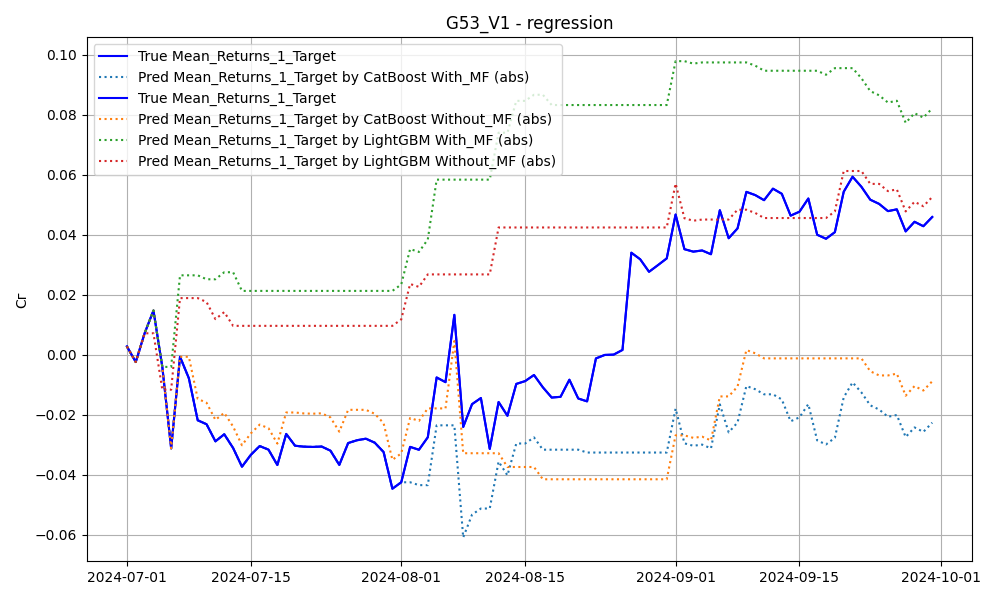 G53_V1 - regression
True Mean_Returns_1_Target
Pred Mean_Returns_1_Target by CatBoost With_MF (abs)
True Mean_Returns_1_Target
Pred Mean_Returns_1_Target by CatBoost Without_MF (abs)
Pred Mean_Returns_1_Target by LightGBM With_MF (abs)
Pred Mean_Returns_1_Target by LightGBM Without_MF (abs)
0.10
0.08
0.06
0.04
0.02
0.00
−0.02
−0.04
−0.06
Cr
2024-07-01 2024-07-15 2024-08-01 2024-08-15 2024-09-01 2024-09-15 2024-10-01